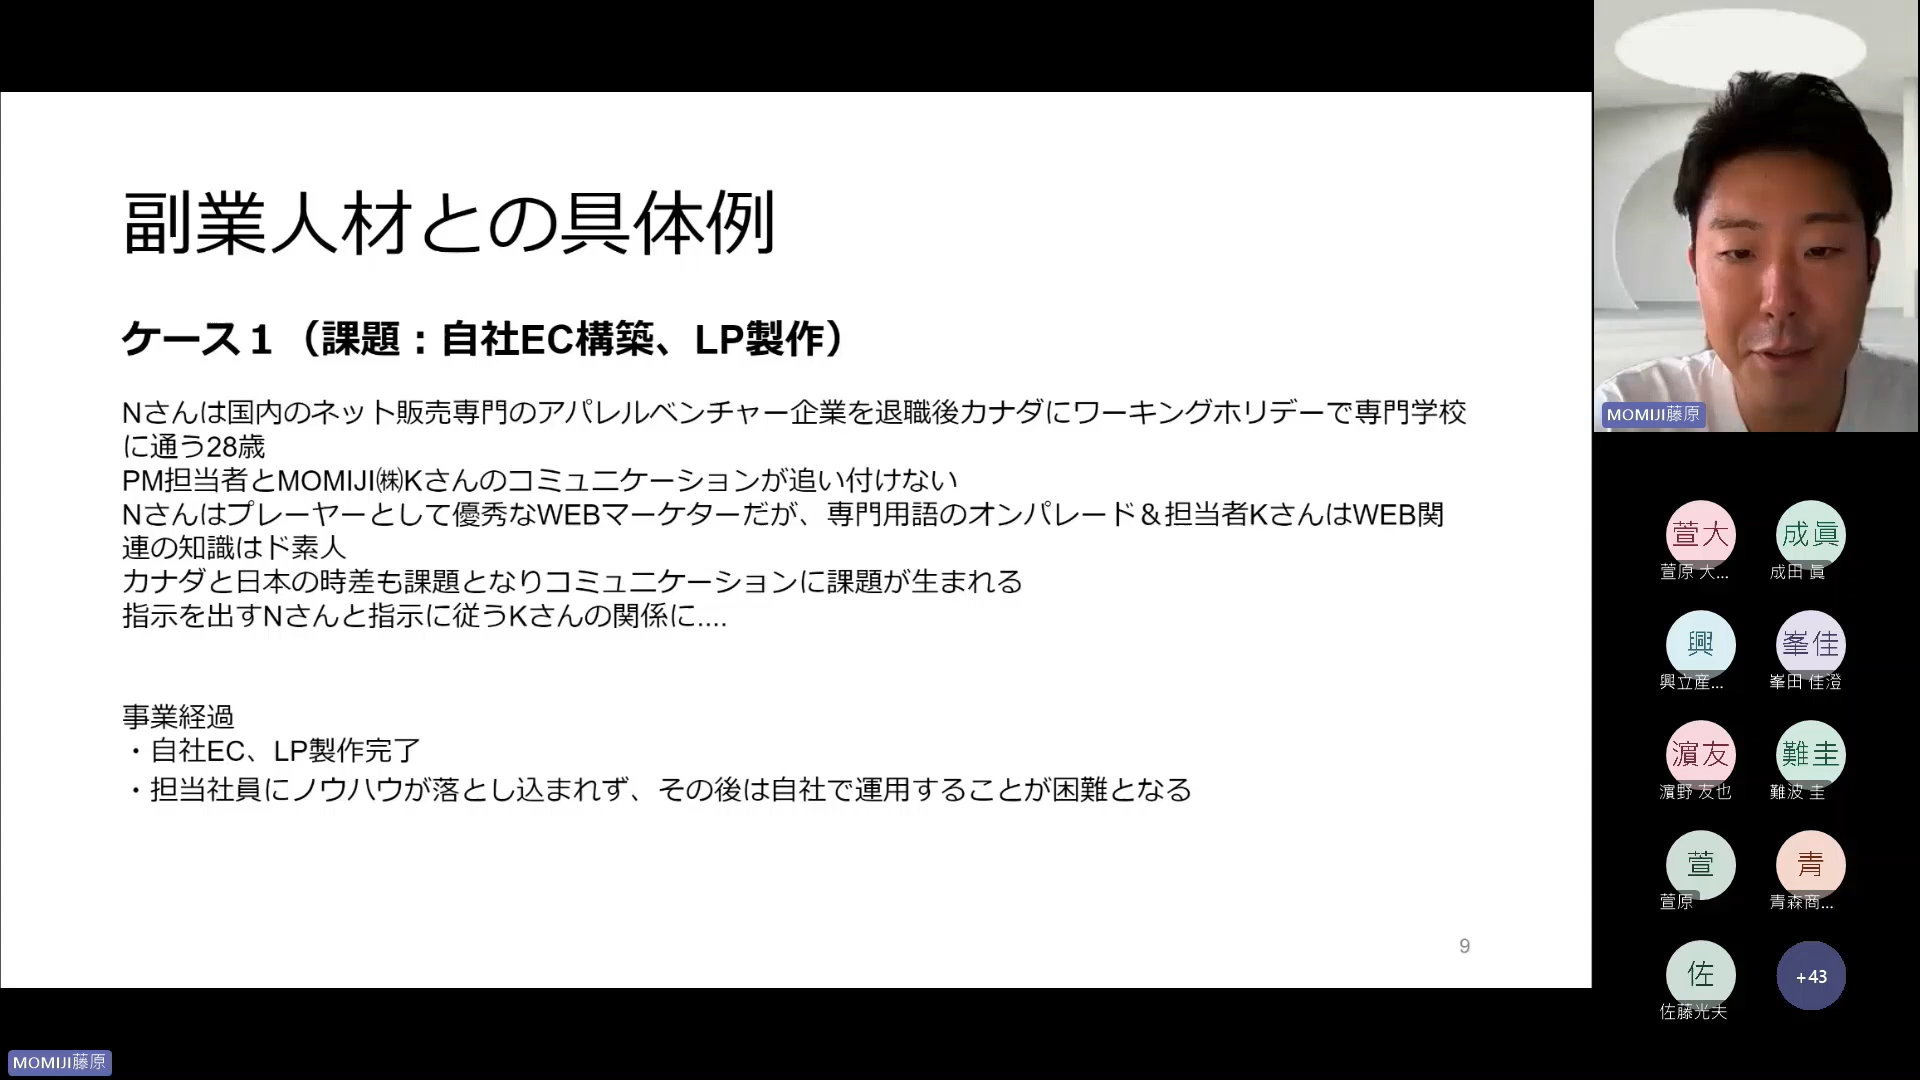 副業人材との具体例
ケース１（課題：自社EC構築、LP製作）
Nさんは国内のネット販売専門のアパレルベンチャー企業を退職後カナダにワーキングホリデーで専門学校
に通う28歳
PM担当者とMOMIJI㈱Kさんのコミュニケーションが追い付けない
Nさんはプレーヤーとして優秀なWEBマーケターだが、専門用語のオンパレード＆担当者KさんはWEB関
連の知識はド素人
カナダと日本の時差も課題となりコミュニケーションに課題が生まれる
指示を出すNさんと指示に従うKさんの関係に....
事業経過
・自社EC、LP製作完了
・担当社員にノウハウが落とし込まれず、その後は自社で運用することが困難となる
9
MOMIJI藤原
萱大
萱原 大...
成眞
成田 眞
興
興立産...
峯佳
峯田 佳澄
濵友
濵野 友也
難圭
難波 圭
萱
萱原
青
青森商...
佐
佐藤光夫
+43
MOMIJI藤原